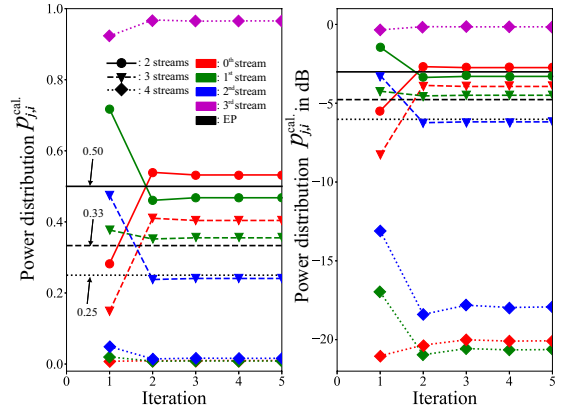 Power distribution p_{j,i}^{cal.}
1.0
0.8
0.6
0.4
0.2
0.0
: 2 streams
: 3 streams
: 4 streams
: 0th stream
: 1st stream
: 2nd stream
: 3rd stream
: EP
0.50
0.33
0.25
0 1 2 3 4 5
Iteration
Power distribution p_{j,i}^{cal.} in dB
0
−5
−10
−15
−20
0 1 2 3 4 5
Iteration